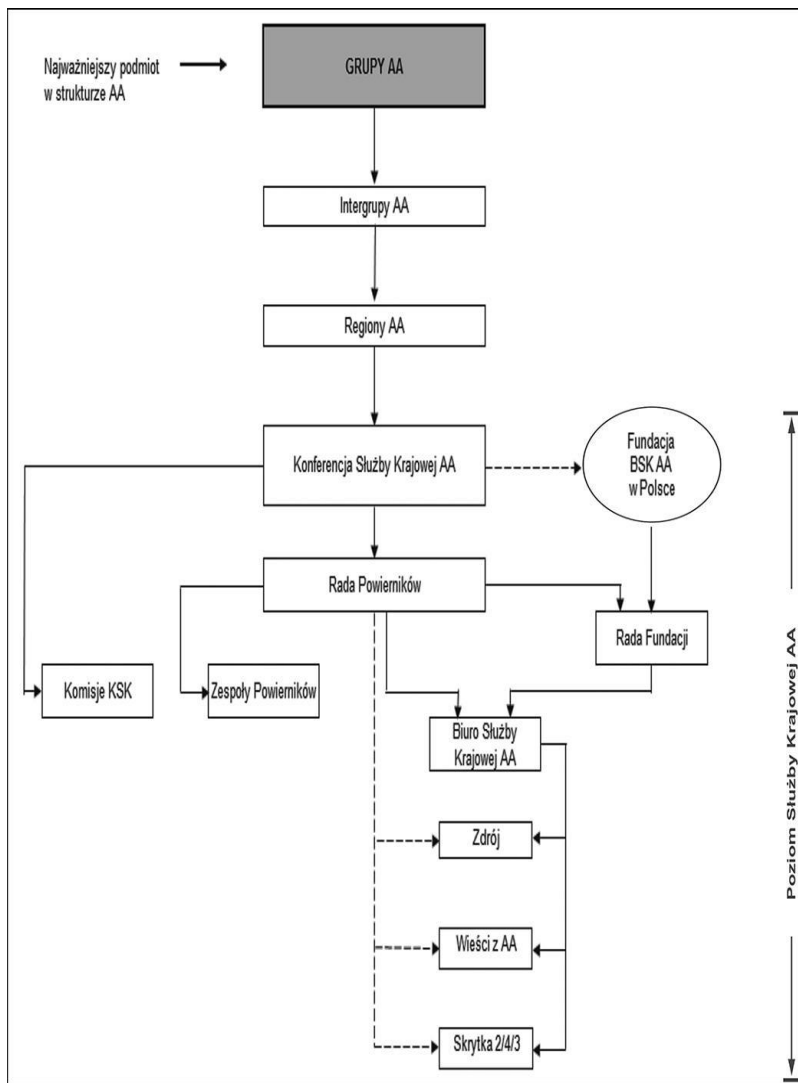 Najważniejszy podmiot
w strukturze AA
GRUPY AA
Intergrupy AA
Regiony AA
Konferencja Służby Krajowej AA
Fundacja
BSK AA
w Polsce
Rada Powierników
Rada Fundacji
Komisje KSK
Zespoły Powierników
Biuro Służby
Krajowej AA
Zdrój
Wieści z AA
Skrytka 2/4/3
Poziom Służby Krajowej AA